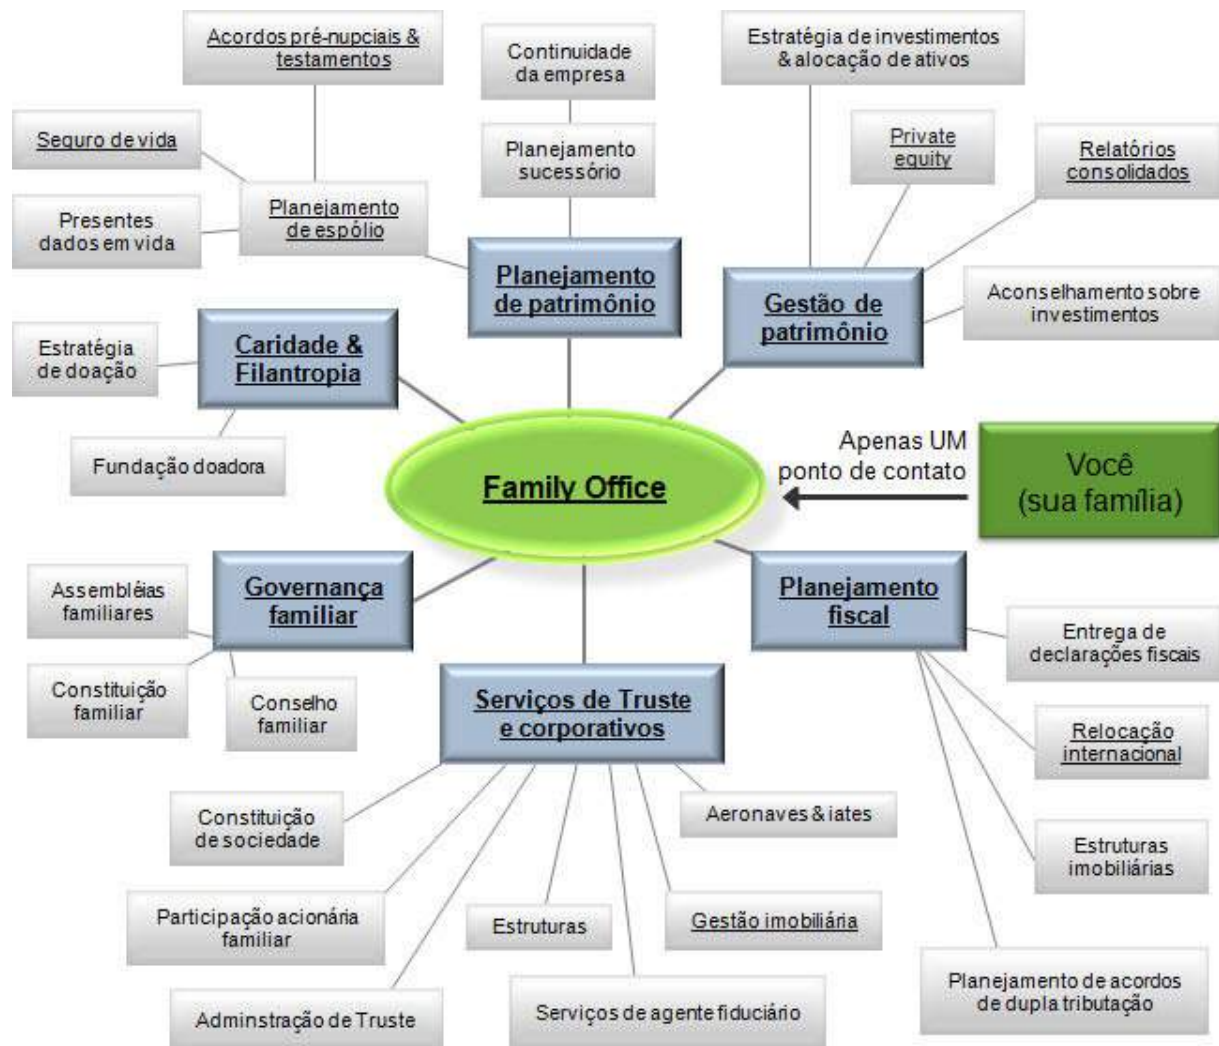 Acordos pré-nupciais &
testamentos
Continuidade
da empresa
Estratégia de investimentos
& alocação de ativos
Seguro de vida
Planejamento
sucessório
Private
equity
Relatórios
consolidados
Presentes
dados em vida
Planejamento
de espólio
Planejamento
de patrimônio
Gestão de
patrimônio
Aconselhamento sobre
investimentos
Estratégia
de doação
Caridade &
Filantropia
Fundação doadora
Family Office
Apenas UM
ponto de contato
Você
(sua família)
Assembléias
familiares
Governança
familiar
Planejamento
fiscal
Constituição
familiar
Conselho
familiar
Serviços de Truste
e corporativos
Entrega de
declarações fiscais
Relocação
internacional
Constituição
de sociedade
Aeronaves & iates
Estruturas
imobiliárias
Participação acionária
familiar
Estruturas
Gestão imobiliária
Adminstração de Truste
Serviços de agente fiduciário
Planejamento de acordos
de dupla tributação